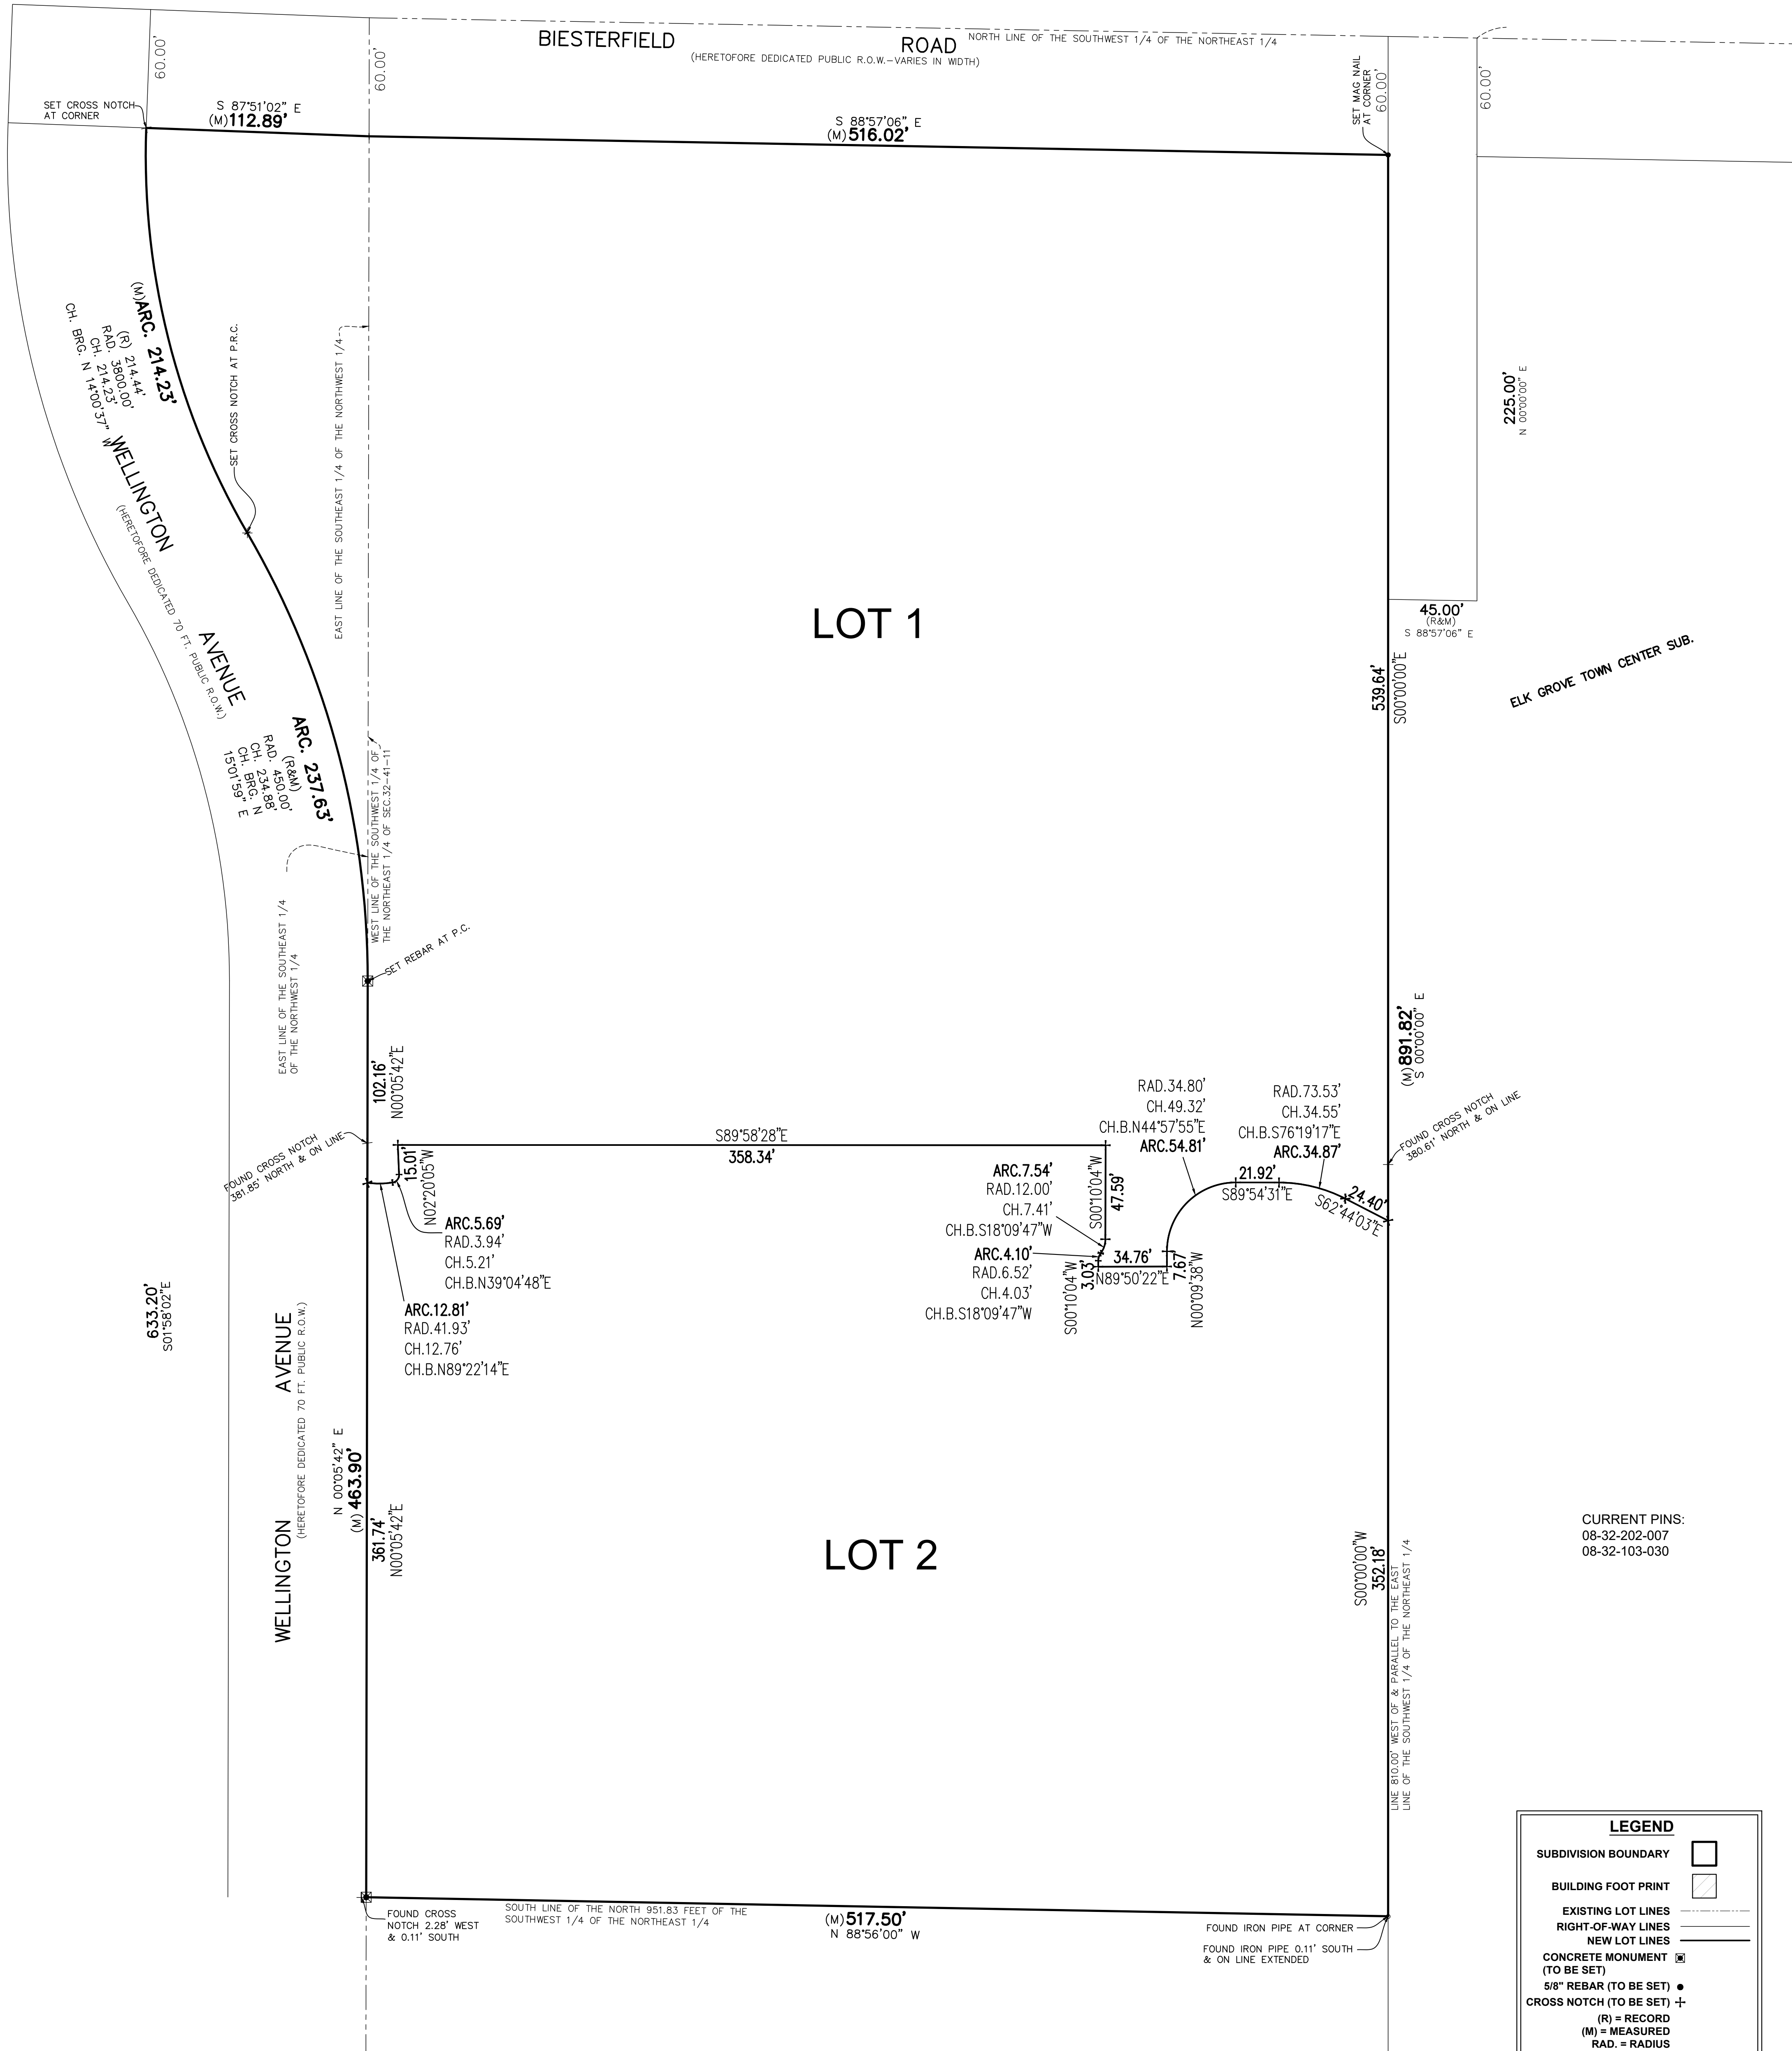 BIESTERFIELD ROAD
(HERETOFORE DEDICATED PUBLIC R.O.W.-VARIES IN WIDTH)
NORTH LINE OF THE SOUTHWEST 1/4 OF THE NORTHEAST 1/4
60.00'
60.00'
60.00'
60.00'
SET CROSS NOTCH
AT CORNER
S 87°51'02" E
(M)112.89'
S 88°57'06" E
(M)516.02'
SET MAG NAIL
AT CORNER
(M)ARC. 214.23'
(R) 214.44'
RAD. 3800.00'
CH. 214.23'
CH. BRG. N 14°00'37" W
SET CROSS NOTCH AT P.R.C.
EAST LINE OF THE SOUTHEAST 1/4 OF THE NORTHWEST 1/4
225.00'
N 00°00'00" E
WELLINGTON AVENUE
(HERETOFORE DEDICATED 70 FT. PUBLIC R.O.W.)
LOT 1
45.00'
(R&M)
S 88°57'06" E
539.64'
S00°00'00"E
ELK GROVE TOWN CENTER SUB.
ARC. 237.63'
(R&M)
RAD. 450.00'
CH. 234.88'
CH. BRG. N
15°01'59" E
WEST LINE OF THE SOUTHWEST 1/4 OF
THE NORTHEAST 1/4 OF SEC.32-41-11
EAST LINE OF THE SOUTHEAST 1/4
OF THE NORTHWEST 1/4
SET REBAR AT P.C.
102.16'
N00°05'42"E
(M)891.82'
S 00°00'00" E
FOUND CROSS NOTCH
381.85' NORTH & ON LINE
FOUND CROSS NOTCH
380.61' NORTH & ON LINE
S89°58'28"E
358.34'
15.01'
N02°20'05"W
ARC.5.69'
RAD.3.94'
CH.5.21'
CH.B.N39°04'48"E
ARC.12.81'
RAD.41.93'
CH.12.76'
CH.B.N89°22'14"E
S00°10'04"W
47.59'
ARC.7.54'
RAD.12.00'
CH.7.41'
CH.B.S18°09'47"W
ARC.4.10'
RAD.6.52'
CH.4.03'
CH.B.S18°09'47"W
S00°10'04"W
3.03'
34.76'
N89°50'22"E
7.67
N00°09'38"W
RAD.34.80'
CH.49.32'
CH.B.N44°57'55"E
ARC.54.81'
21.92'
S89°54'31"E
RAD.73.53'
CH.34.55'
CH.B.S76°19'17"E
ARC.34.87'
24.40'
S62°44'03"E
633.20'
S01°58'02"E
WELLINGTON AVENUE
(HERETOFORE DEDICATED 70 FT. PUBLIC R.O.W.)
N 00°05'42" E
(M) 463.90'
361.74'
N00°05'42"E
LOT 2
S00°00'00"W
352.18'
LINE 810.00' WEST OF & PARALLEL TO THE EAST
LINE OF THE SOUTHWEST 1/4 OF THE NORTHEAST 1/4
CURRENT PINS:
08-32-202-007
08-32-103-030
FOUND CROSS
NOTCH 2.28' WEST
& 0.11' SOUTH
SOUTH LINE OF THE NORTH 951.83 FEET OF THE
SOUTHWEST 1/4 OF THE NORTHEAST 1/4
(M)517.50'
N 88°56'00" W
FOUND IRON PIPE AT CORNER
FOUND IRON PIPE 0.11' SOUTH
& ON LINE EXTENDED
LEGEND
SUBDIVISION BOUNDARY
BUILDING FOOT PRINT
EXISTING LOT LINES
RIGHT-OF-WAY LINES
NEW LOT LINES
CONCRETE MONUMENT
(TO BE SET)
5/8" REBAR (TO BE SET)
CROSS NOTCH (TO BE SET)
(R) = RECORD
(M) = MEASURED
RAD. = RADIUS